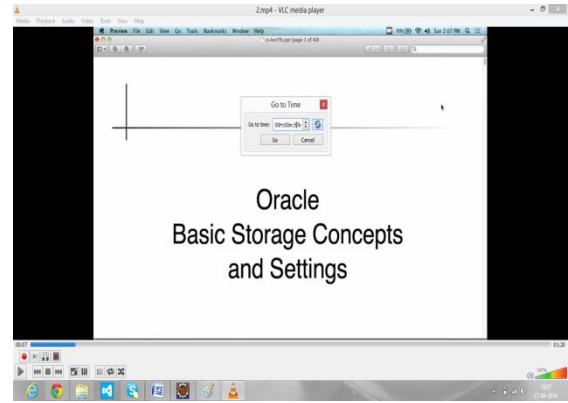 2.mp4 - VLC media player
Media Playback Audio Video Tools View Help
Preview File Edit View Go Tools Bookmarks Window Help
Sun 2:07 PM
Go to Time
Go to time:
Go Cancel
Oracle
Basic Storage Concepts
and Settings
00:07
01:28